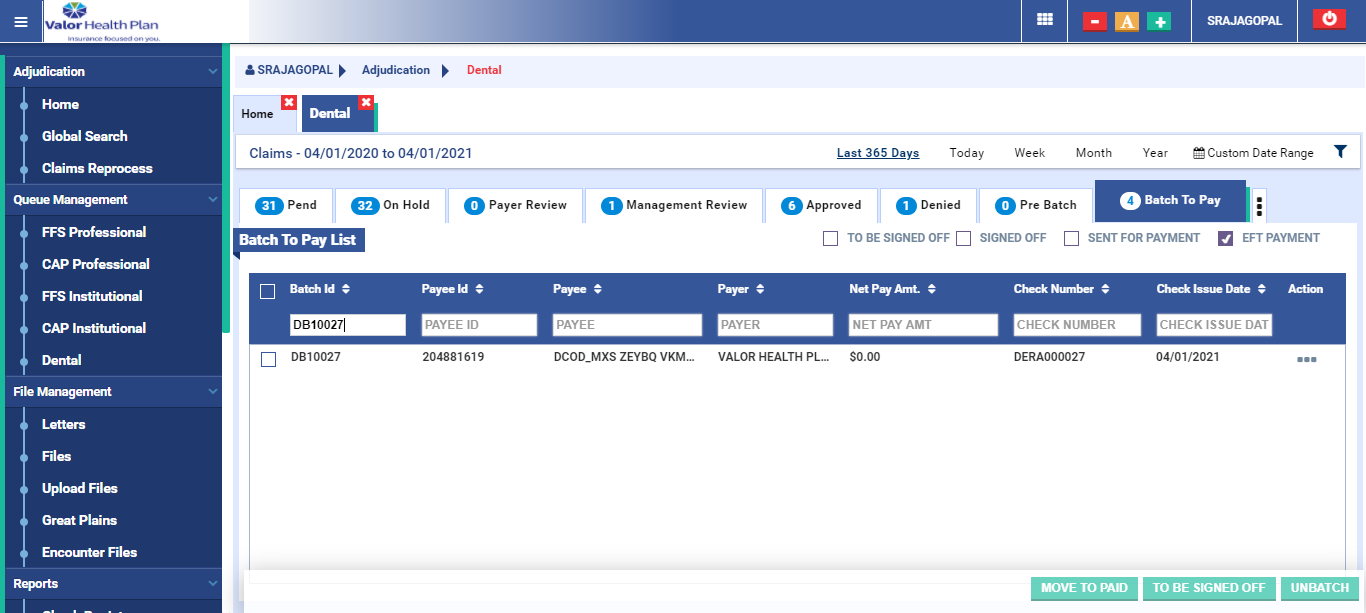 Valor Health Plan
Insurance focused on you.
A
SRAJAGOPAL
Adjudication
Home
Global Search
Claims Reprocess
Queue Management
FFS Professional
CAP Professional
FFS Institutional
CAP Institutional
Dental
File Management
Letters
Files
Upload Files
Great Plains
Encounter Files
Reports
SRAJAGOPAL Adjudication Dental
Home Dental
Claims - 04/01/2020 to 04/01/2021 Last 365 Days Today Week Month Year Custom Date Range
31 Pend 32 On Hold 0 Payer Review 1 Management Review 6 Approved 1 Denied 0 Pre Batch 4 Batch To Pay
Batch To Pay List TO BE SIGNED OFF SIGNED OFF SENT FOR PAYMENT EFT PAYMENT
Batch Id Payee Id Payee Payer Net Pay Amt. Check Number Check Issue Date Action
DB10027 PAYEE ID PAYEE PAYER NET PAY AMT CHECK NUMBER CHECK ISSUE DAT
DB10027 204881619 DCOD_MXS ZEYBQ VKM... VALOR HEALTH PL... $0.00 DERA000027 04/01/2021
MOVE TO PAID TO BE SIGNED OFF UNBATCH